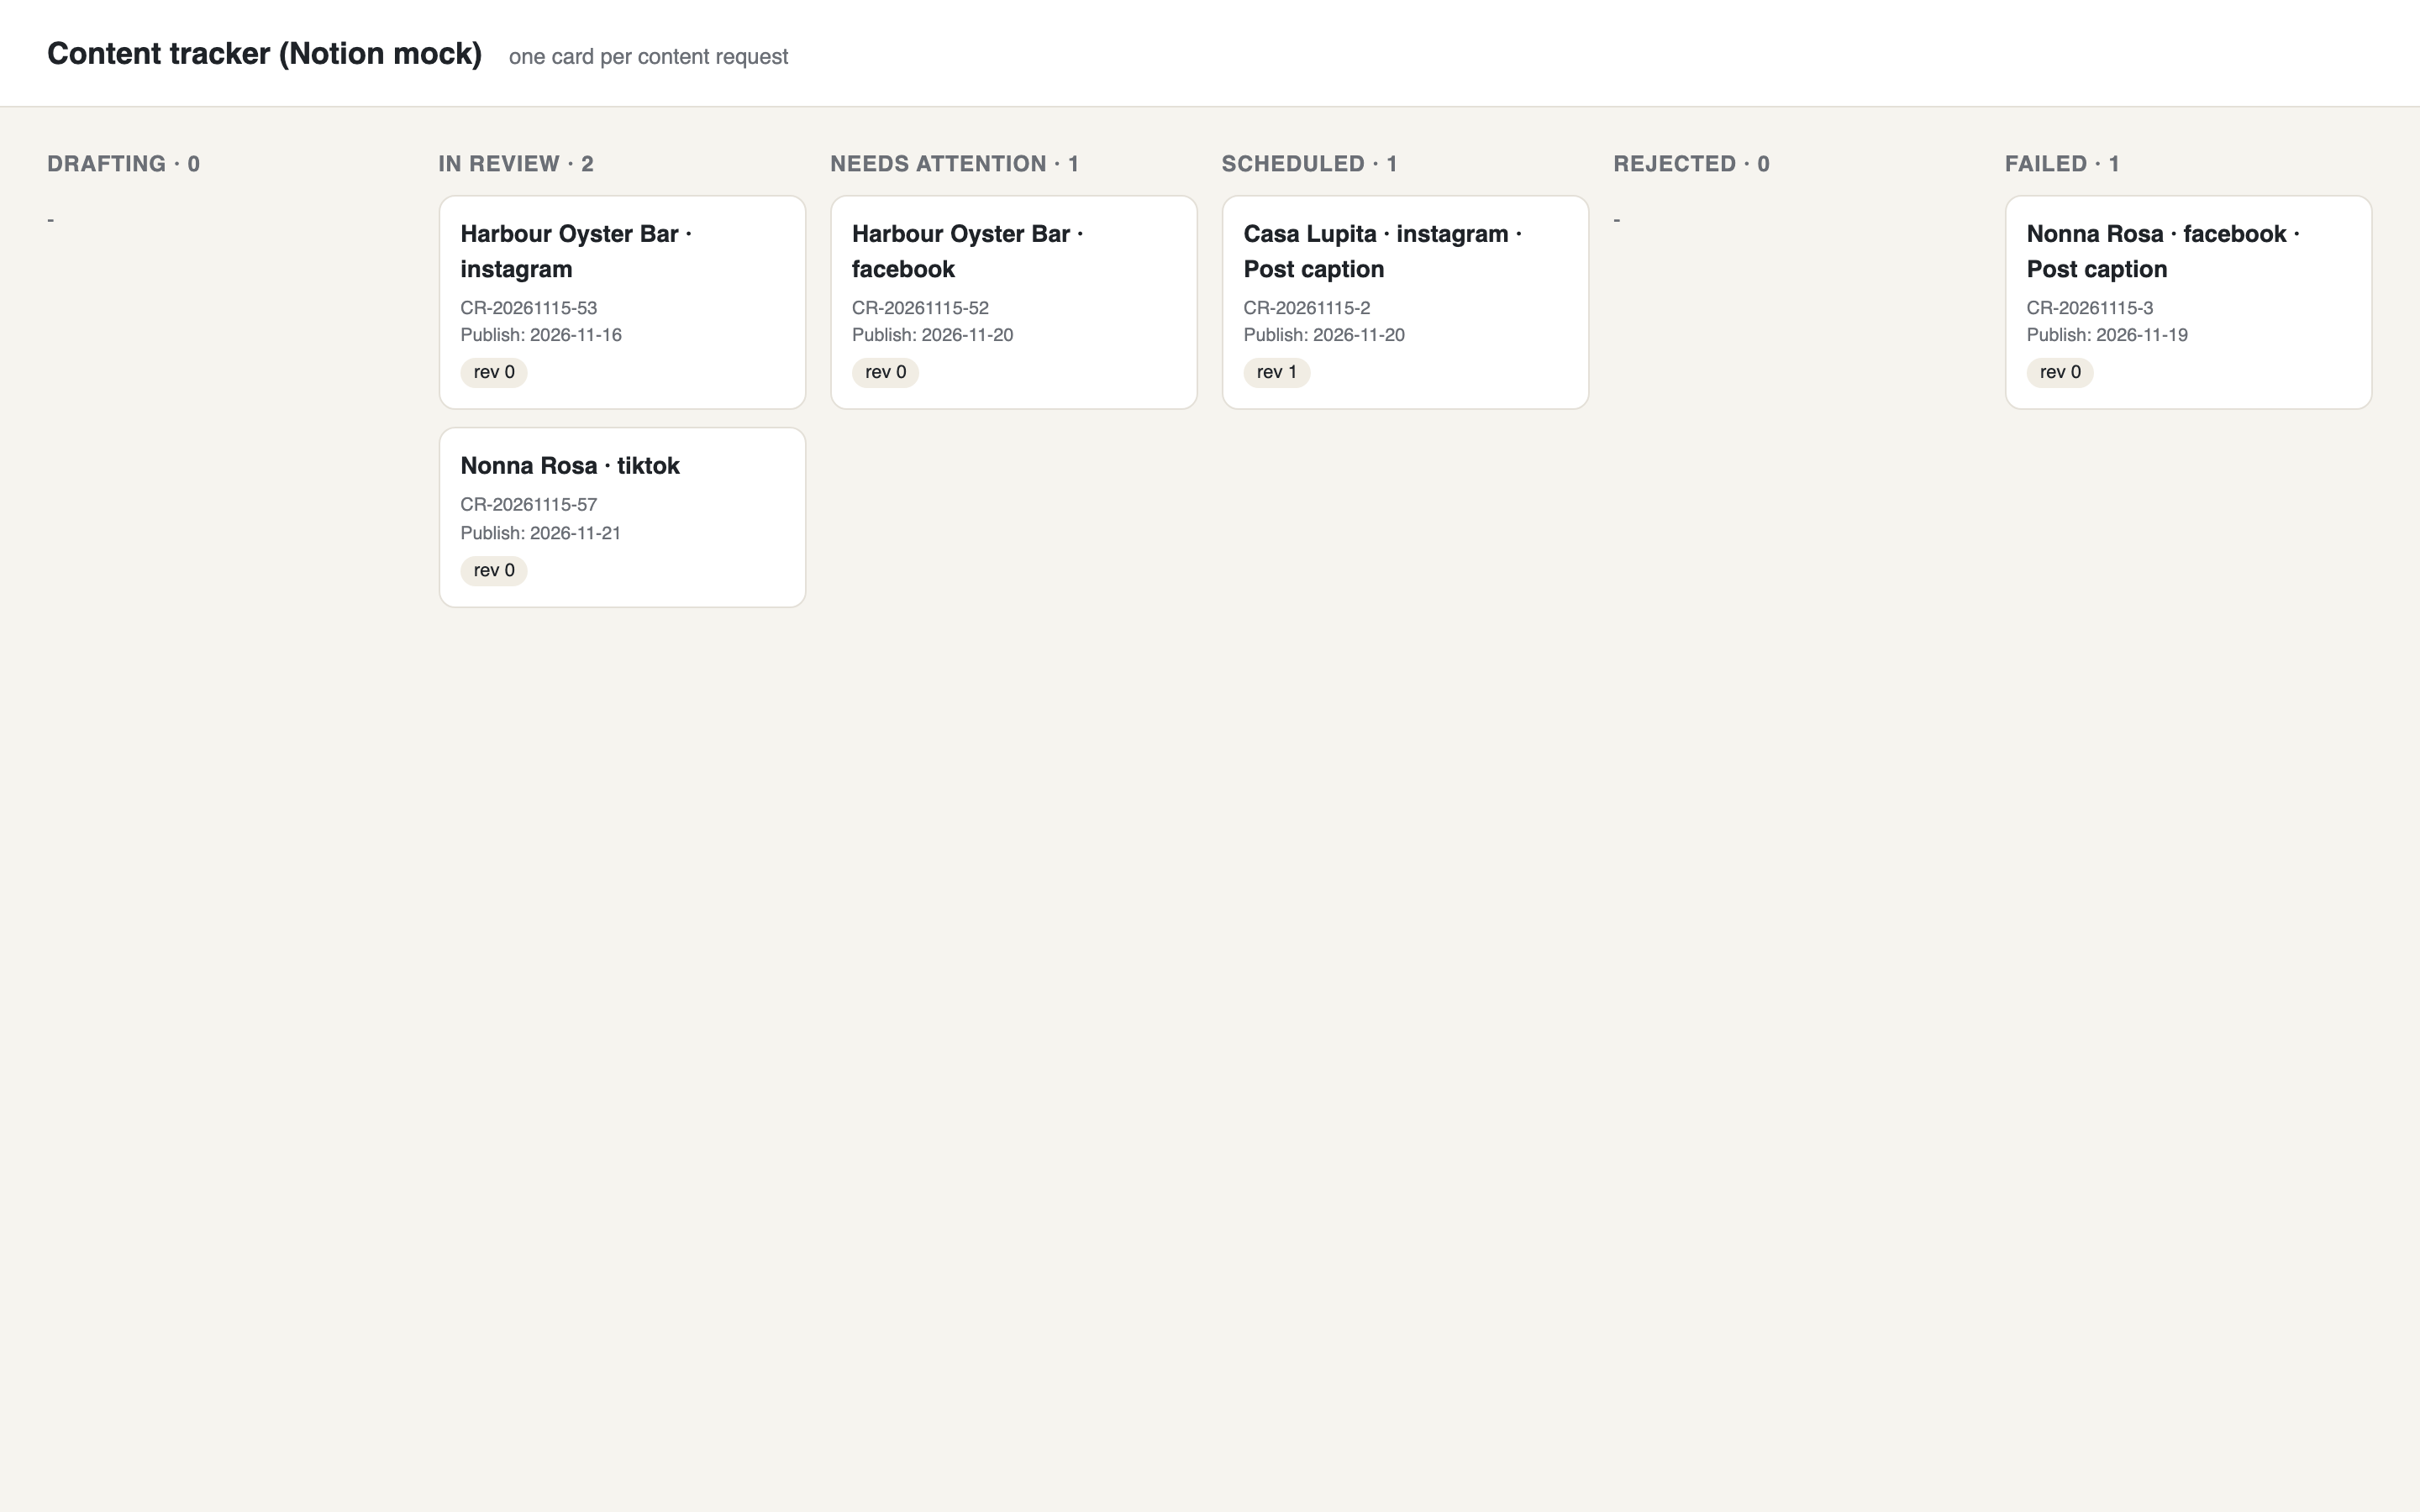 Content tracker (Notion mock) one card per content request
DRAFTING · 0
-
IN REVIEW · 2
Harbour Oyster Bar ·
instagram
CR-20261115-53
Publish: 2026-11-16
rev 0
Nonna Rosa · tiktok
CR-20261115-57
Publish: 2026-11-21
rev 0
NEEDS ATTENTION · 1
Harbour Oyster Bar ·
facebook
CR-20261115-52
Publish: 2026-11-20
rev 0
SCHEDULED · 1
Casa Lupita · instagram ·
Post caption
CR-20261115-2
Publish: 2026-11-20
rev 1
REJECTED · 0
-
FAILED · 1
Nonna Rosa · facebook ·
Post caption
CR-20261115-3
Publish: 2026-11-19
rev 0